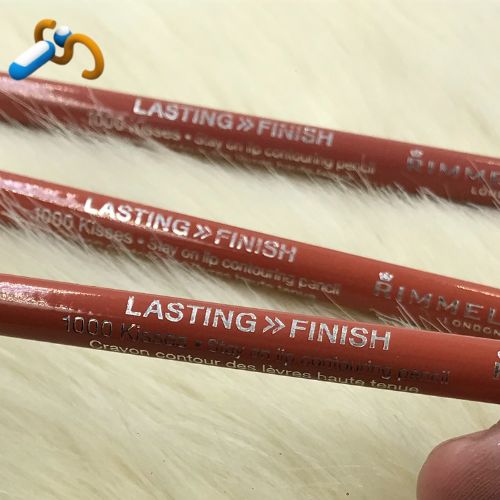 LASTING >> FINISH
1000 Kisses • Stay on lip contouring pencil
RIMMEL
LONDON
LASTING >> FINISH
1000 Kisses • Stay on lip contouring pencil
RIMMEL
LONDON
LASTING >> FINISH
1000 Kisses • Stay on lip contouring pencil
Crayon contour des lèvres haute tenue